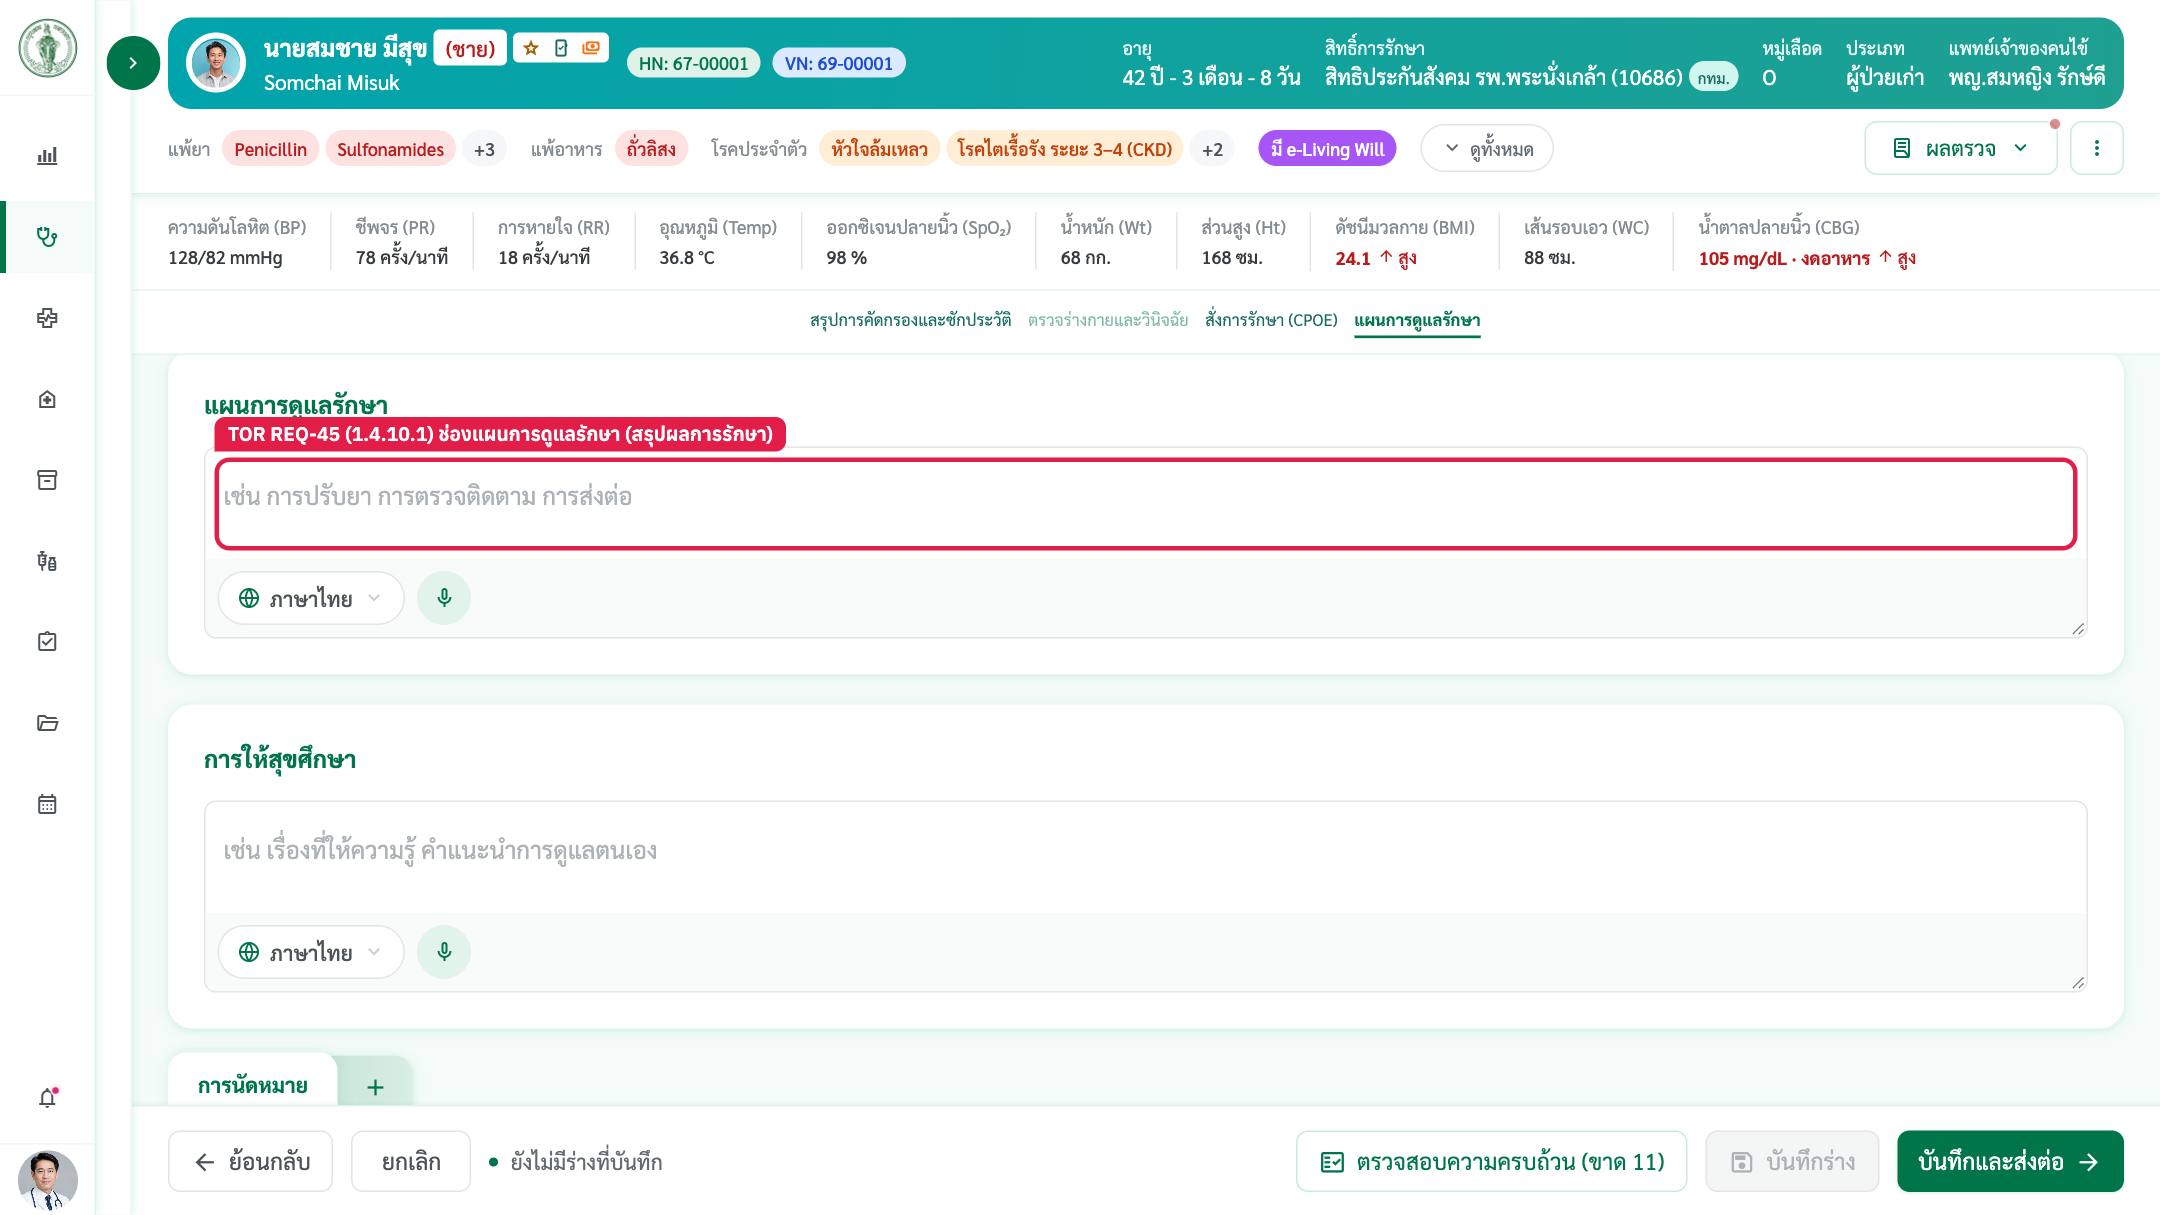 นายสมชาย มีสุข (ชาย)
Somchai Misuk
HN: 67-00001 VN: 69-00001
อายุ
42 ปี - 3 เดือน - 8 วัน
สิทธิ์การรักษา
สิทธิประกันสังคม รพ.พระนั่งเกล้า (10686) กทม.
หมู่เลือด
O
ประเภท
ผู้ป่วยเก่า
แพทย์เจ้าของคนไข้
พญ.สมหญิง รักษ์ดี
แพ้ยา Penicillin Sulfonamides +3 แพ้อาหาร ถั่วลิสง โรคประจำตัว หัวใจล้มเหลว โรคไตเรื้อรัง ระยะ 3–4 (CKD) +2 มี e-Living Will ดูทั้งหมด ผลตรวจ
ความดันโลหิต (BP)
128/82 mmHg
ชีพจร (PR)
78 ครั้ง/นาที
การหายใจ (RR)
18 ครั้ง/นาที
อุณหภูมิ (Temp)
36.8 °C
ออกซิเจนปลายนิ้ว (SpO₂)
98 %
น้ำหนัก (Wt)
68 กก.
ส่วนสูง (Ht)
168 ซม.
ดัชนีมวลกาย (BMI)
24.1 ↑ สูง
เส้นรอบเอว (WC)
88 ซม.
น้ำตาลปลายนิ้ว (CBG)
105 mg/dL · งดอาหาร ↑ สูง
สรุปการคัดกรองและซักประวัติ ตรวจร่างกายและวินิจฉัย สั่งการรักษา (CPOE) แผนการดูแลรักษา
แผนการดูแลรักษา
TOR REQ-45 (1.4.10.1) ช่องแผนการดูแลรักษา (สรุปผลการรักษา)
เช่น การปรับยา การตรวจติดตาม การส่งต่อ
ภาษาไทย
การให้สุขศึกษา
เช่น เรื่องที่ให้ความรู้ คำแนะนำการดูแลตนเอง
ภาษาไทย
การนัดหมาย +
← ย้อนกลับ ยกเลิก • ยังไม่มีร่างที่บันทึก ตรวจสอบความครบถ้วน (ขาด 11) บันทึกร่าง บันทึกและส่งต่อ →